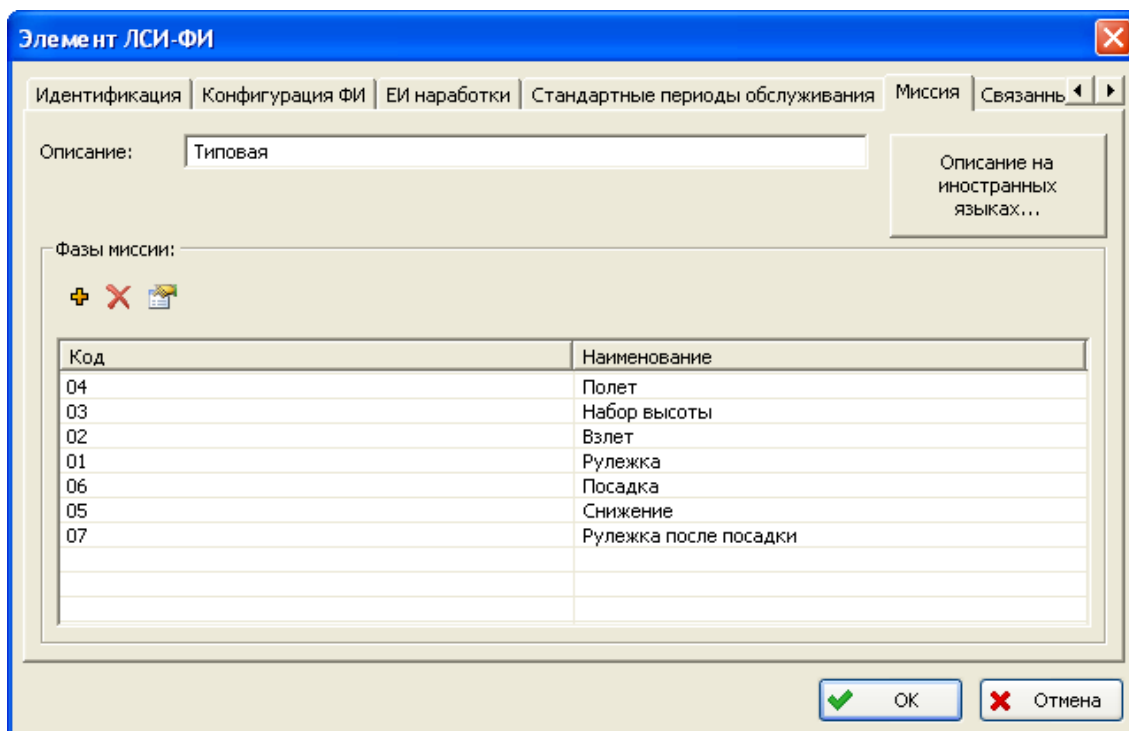 Элемент ЛСИ-ФИ
Идентификация Конфигурация ФИ ЕИ наработки Стандартные периоды обслуживания Миссия Связаннь
Описание: Типовая
Описание на
иностранных
языках...
Фазы миссии:
Код Наименование
04 Полет
03 Набор высоты
02 Взлет
01 Рулежка
06 Посадка
05 Снижение
07 Рулежка после посадки
ОК Отмена